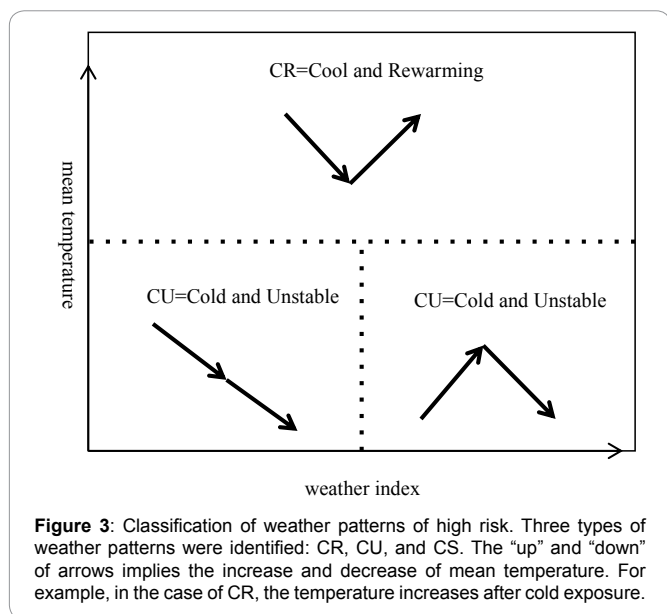 CR=Cool and Rewarming
mean temperature
CU=Cold and Unstable
CU=Cold and Unstable
weather index
Figure 3: Classification of weather patterns of high risk. Three types of
weather patterns were identified: CR, CU, and CS. The “up” and “down”
of arrows implies the increase and decrease of mean temperature. For
example, in the case of CR, the temperature increases after cold exposure.